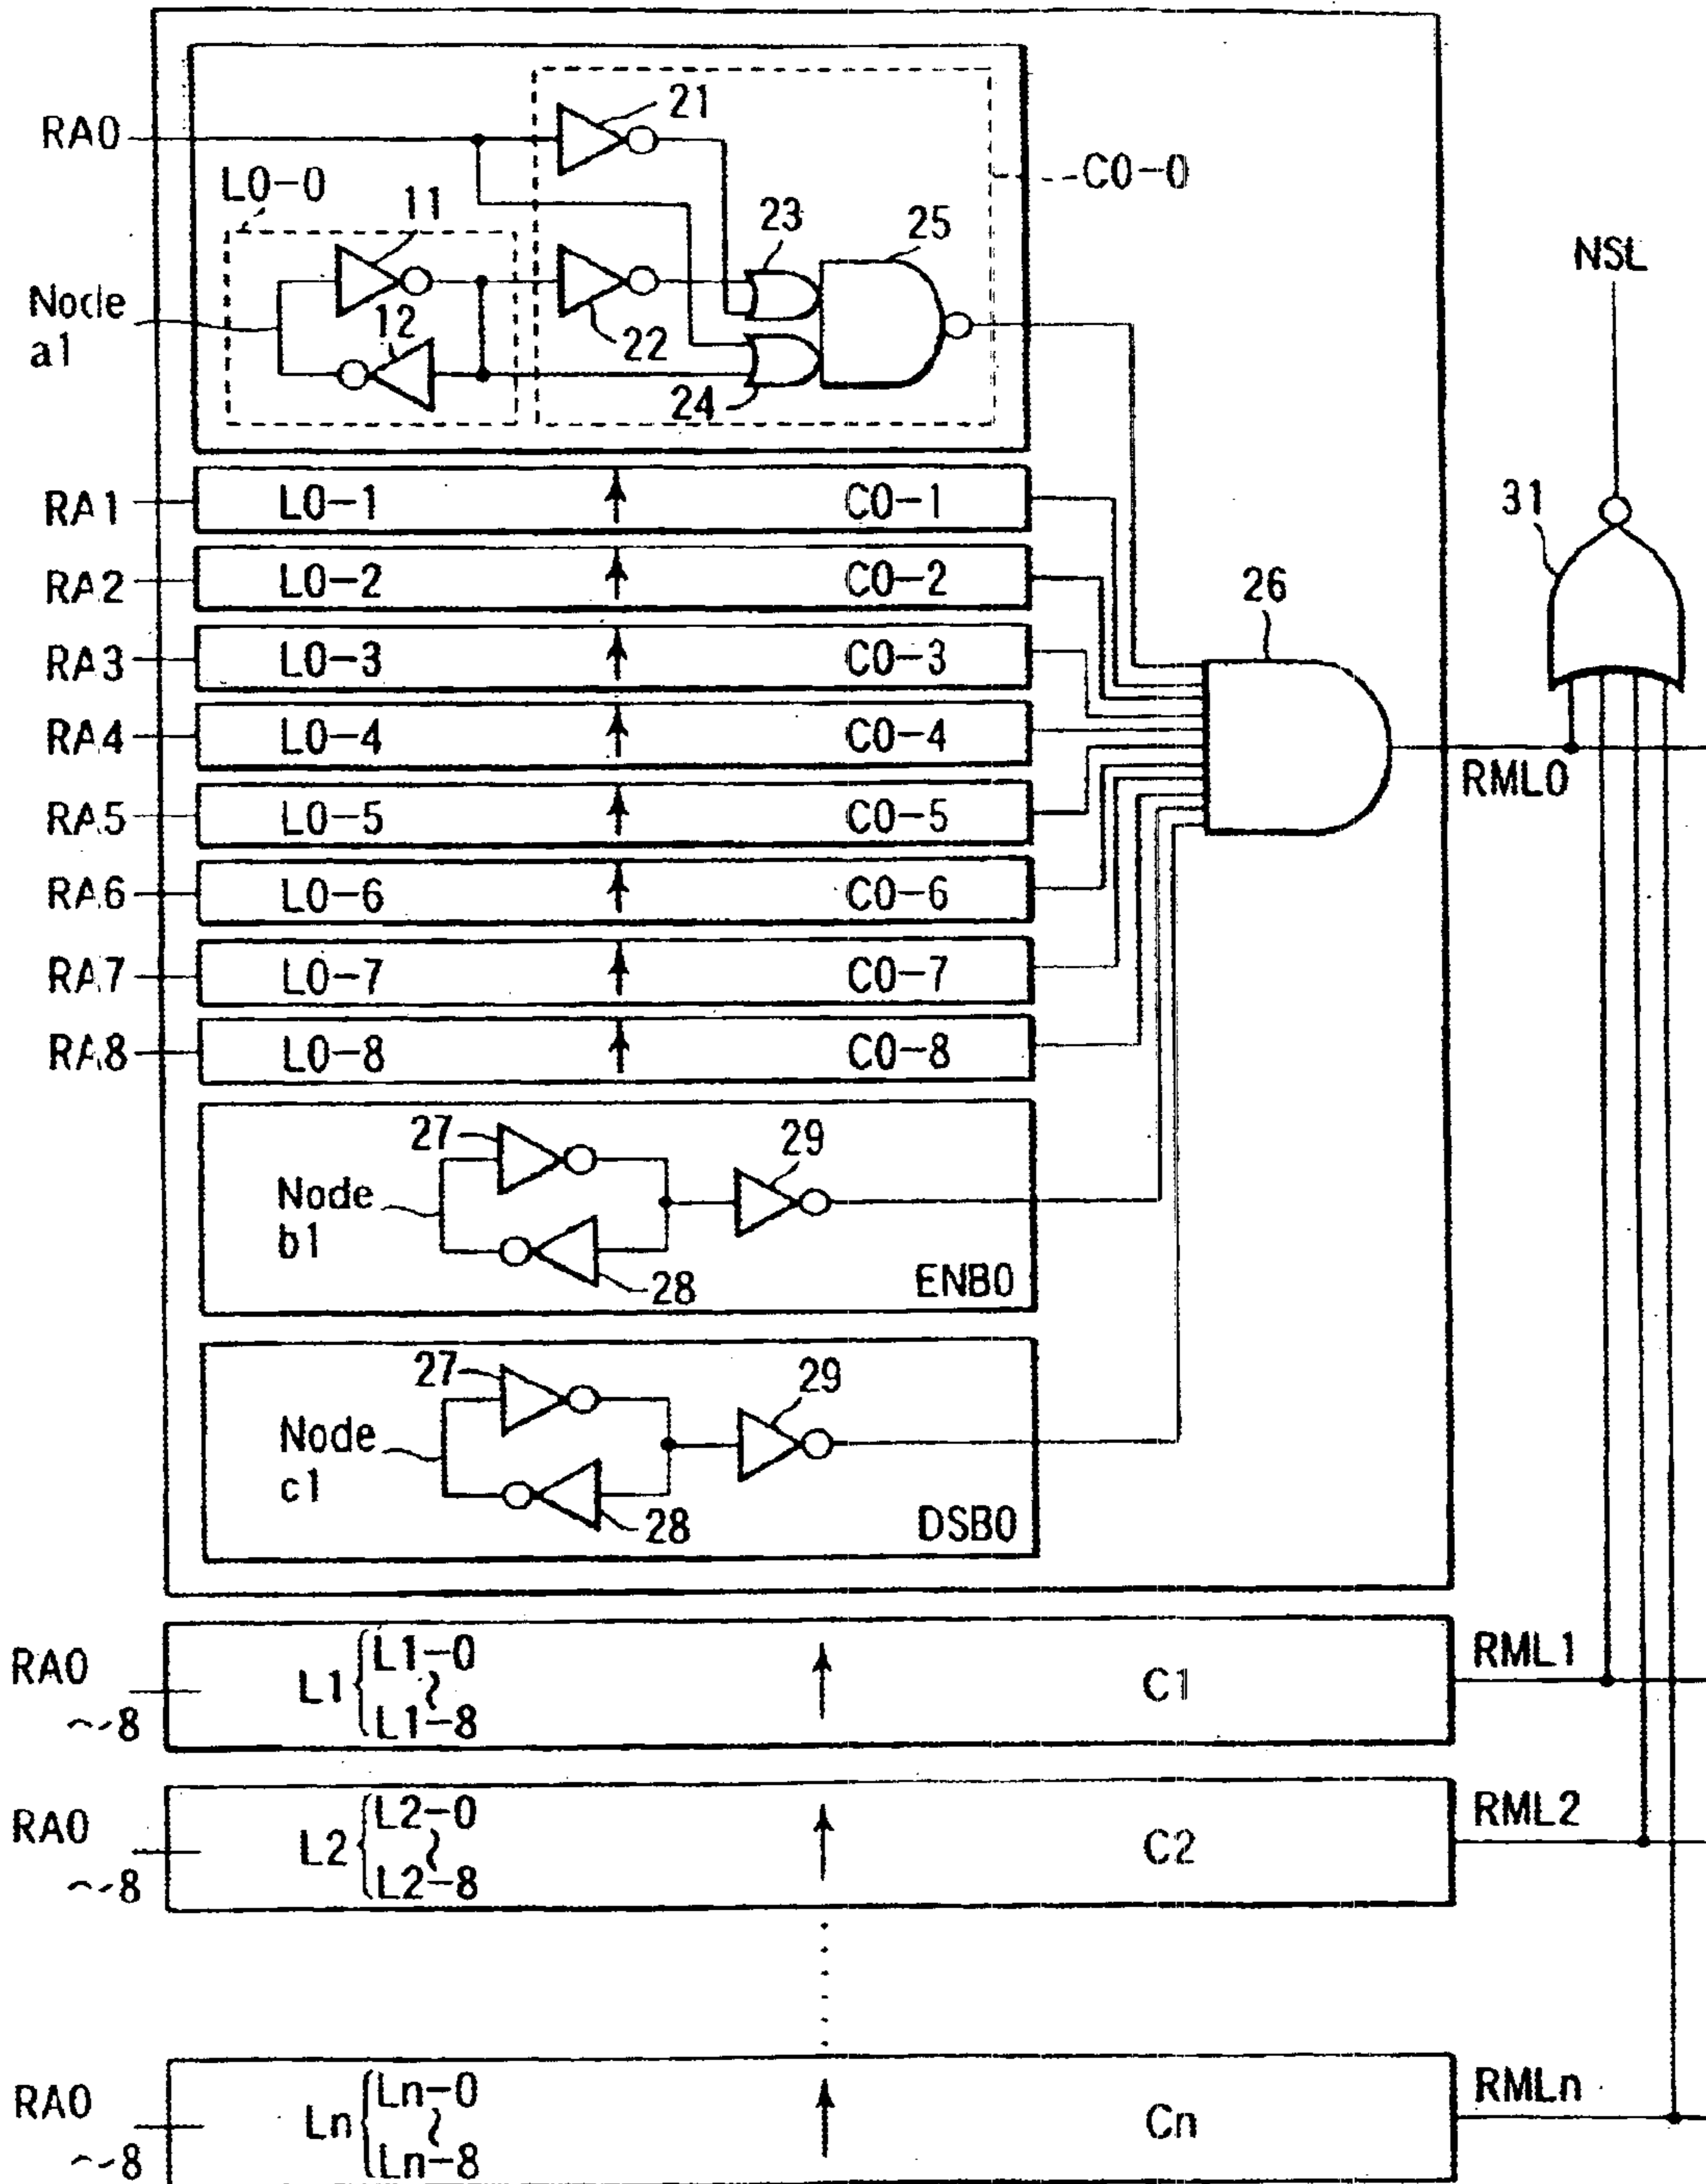 RA0
21
L0-0
11
C0-0
23
25
NSL
Node
a1
12
22
24
31
RA1
L0-1
C0-1
RA2
L0-2
C0-2
26
RA3
L0-3
C0-3
RA4
L0-4
C0-4
RML0
RA5
L0-5
C0-5
RA6
L0-6
C0-6
RA7
L0-7
C0-7
RA8
L0-8
C0-8
27
29
Node
b1
28
ENB0
27
29
Node
c1
28
DSB0
RA0
~8
L1
L1-0
~
L1-8
C1
RML1
RA0
~8
L2
L2-0
~
L2-8
C2
RML2
RA0
~8
Ln
Ln-0
~
Ln-8
Cn
RMLn